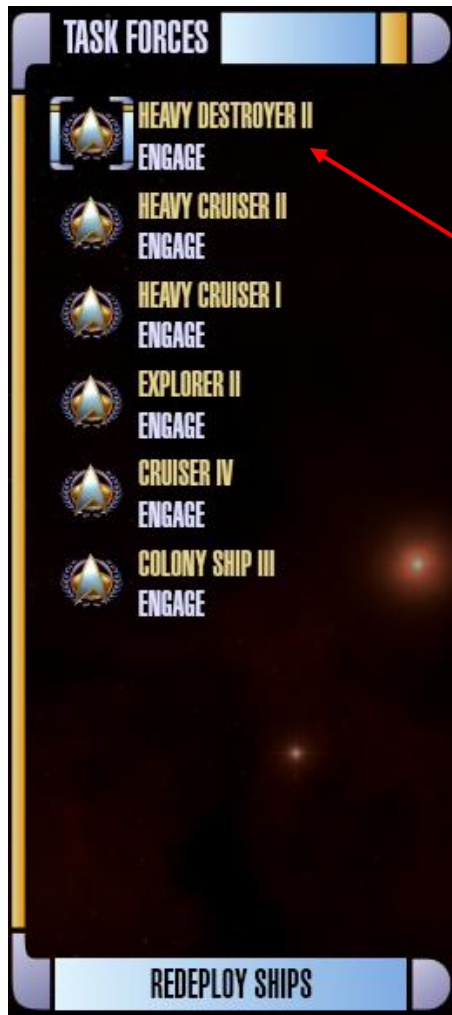 TASK FORCES
HEAVY DESTROYER II
ENGAGE
HEAVY CRUISER II
ENGAGE
HEAVY CRUISER I
ENGAGE
EXPLORER II
ENGAGE
CRUISER IV
ENGAGE
COLONY SHIP III
ENGAGE
REDEPLOY SHIPS